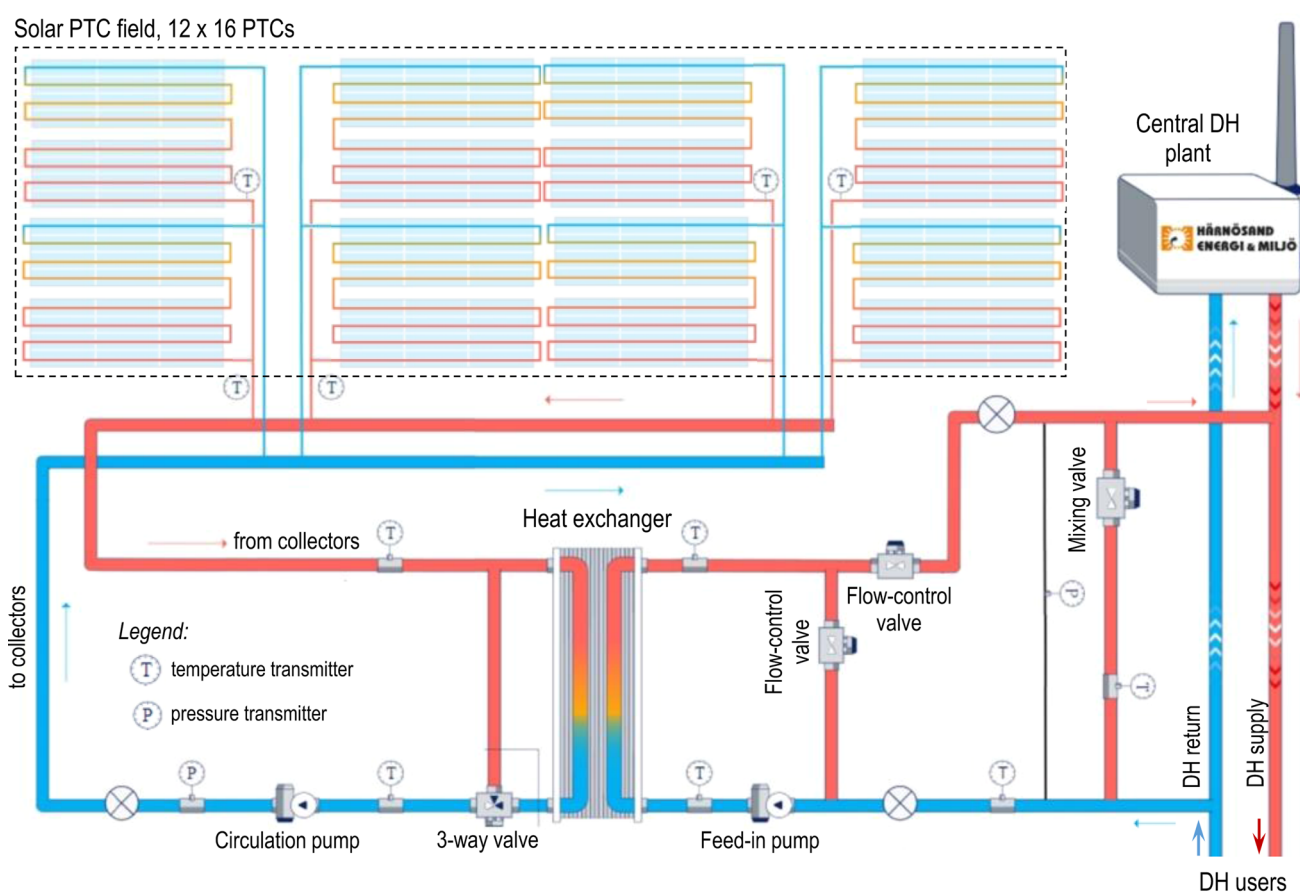 Solar PTC field, 12 x 16 PTCs
T
T
T
Central DH
plant
HÄRNÖSAND
ENERGI & MILJÖ
T
T
Mixing valve
Heat exchanger
from collectors
T
T
P
Flow-control
valve
Flow-control
valve
to collectors
Legend:
T temperature transmitter
P pressure transmitter
T
DH return
DH supply
P
T
T
T
Circulation pump
3-way valve
Feed-in pump
DH users